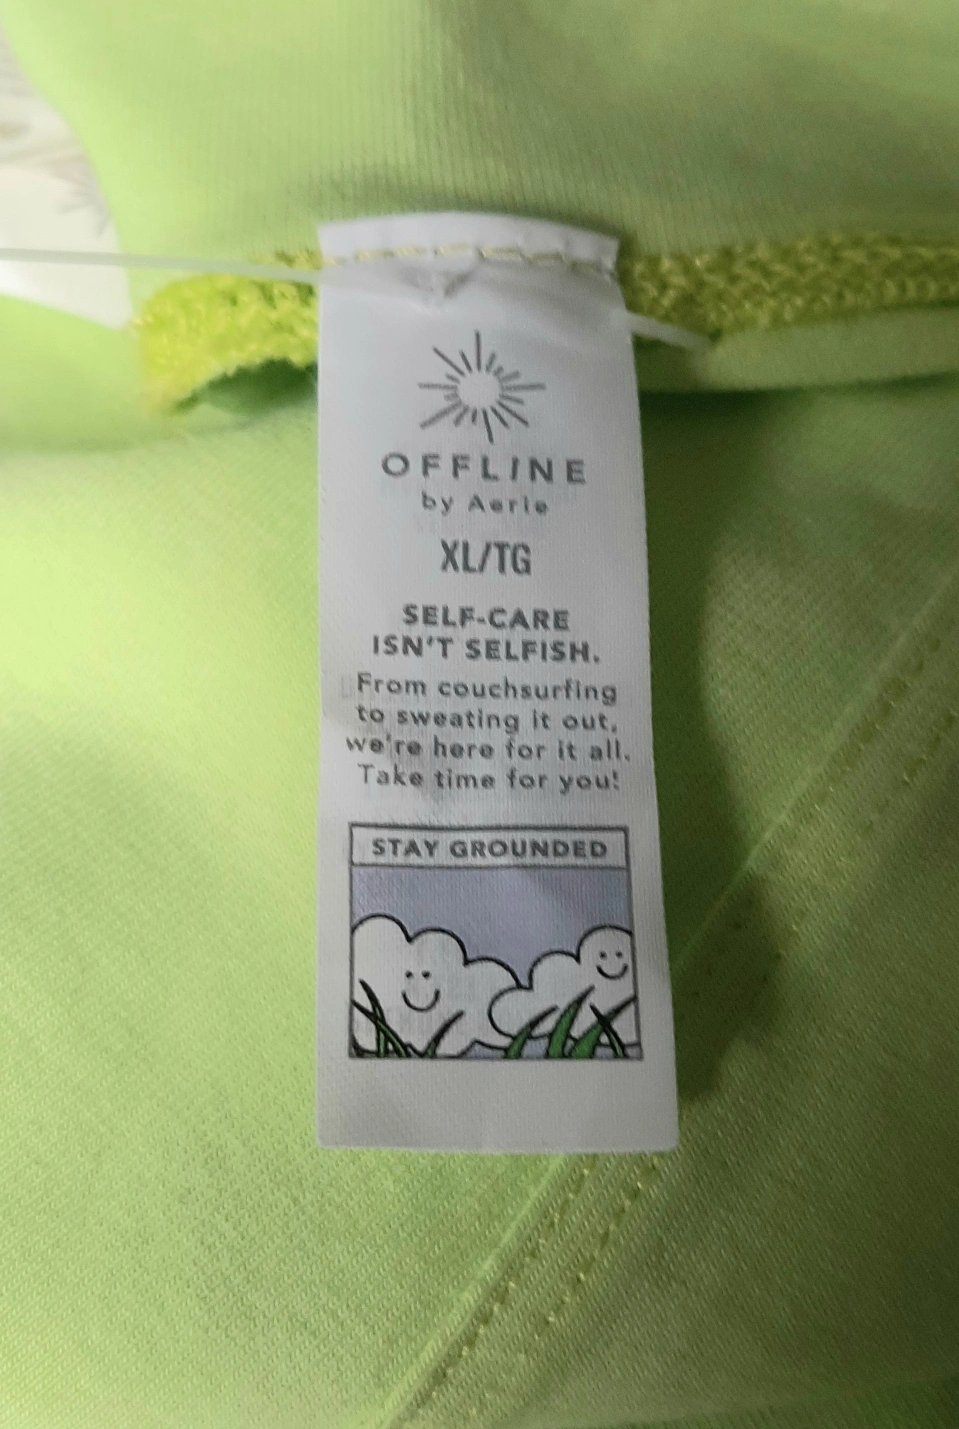 OFFLINE
by Aerie
XL/TG
SELF-CARE
ISN'T SELFISH.
From couchsurfing
to sweating it out,
we're here for it all.
Take time for you!
STAY GROUNDED